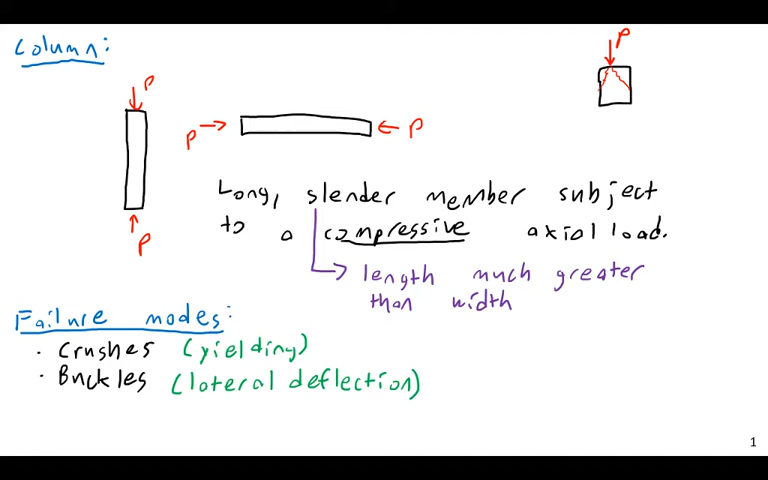 Column:
P
P
P
P
P
Long, slender member subject
to a compressive axial load.
length much greater
than width
Failure modes:
· Crushes (yielding)
· Buckles (lateral deflection)
1